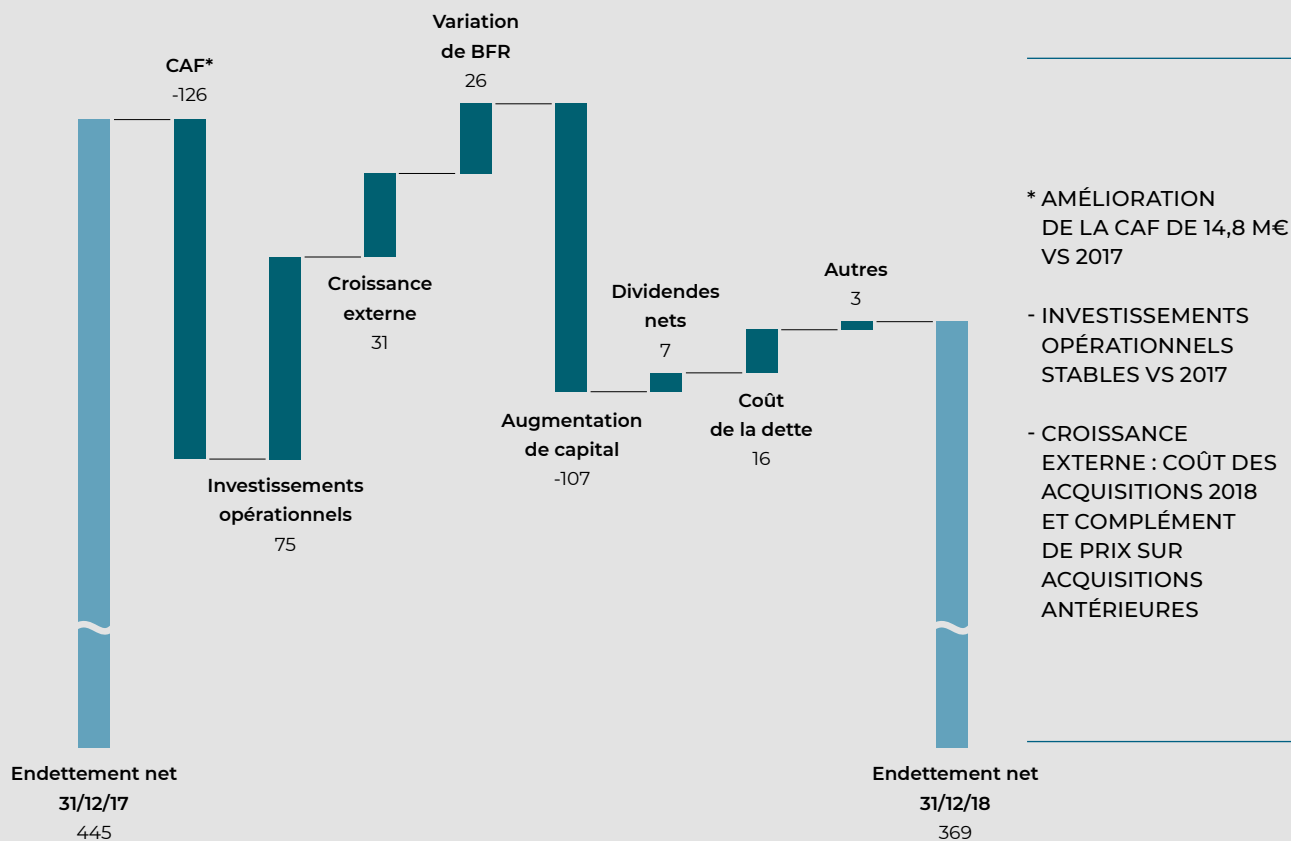 Variation
de BFR
26
CAF*
-126
Croissance
externe
31
Investissements
opérationnels
75
Augmentation
de capital
-107
Dividendes
nets
7
Coût
de la dette
16
Autres
3
Endettement net
31/12/17
445
Endettement net
31/12/18
369
* AMÉLIORATION
DE LA CAF DE 14,8 M€
VS 2017
- INVESTISSEMENTS
OPÉRATIONNELS
STABLES VS 2017
- CROISSANCE
EXTERNE : COÛT DES
ACQUISITIONS 2018
ET COMPLÉMENT
DE PRIX SUR
ACQUISITIONS
ANTÉRIEURES